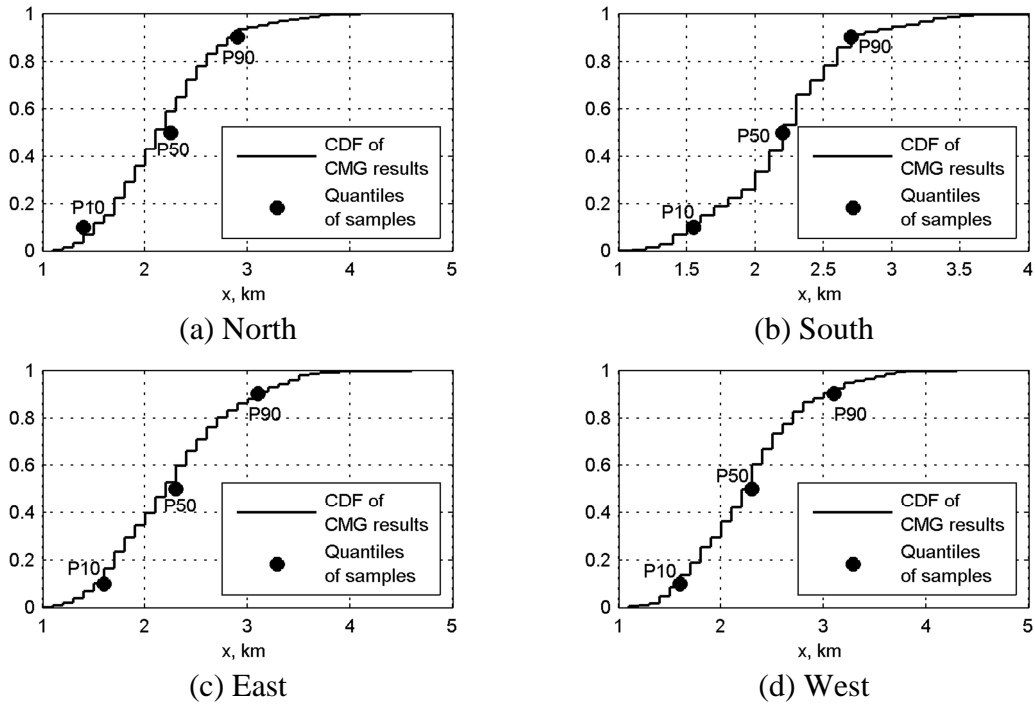 1
0.8
0.6
0.4
0.2
0
P90
P50
P10
CDF of
CMG results
Quantiles
of samples
1 2 3 4 5
x, km
(a) North
1
0.8
0.6
0.4
0.2
0
P90
P50
P10
CDF of
CMG results
Quantiles
of samples
1 1.5 2 2.5 3 3.5 4
x, km
(b) South
1
0.8
0.6
0.4
0.2
0
P90
P50
P10
CDF of
CMG results
Quantiles
of samples
1 2 3 4 5
x, km
(c) East
1
0.8
0.6
0.4
0.2
0
P90
P50
P10
CDF of
CMG results
Quantiles
of samples
1 2 3 4 5
x, km
(d) West